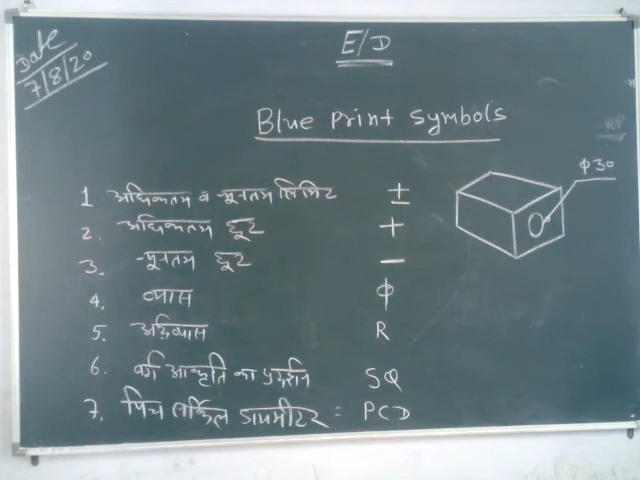 Date
7/8/20
E/D
Blue Print Symbols
1 अधिकतम व न्यूनतम लिमिट ±
2. अधिकतम छूट +
3. न्यूनतम छूट -
4. व्यास ϕ
5. अर्धव्यास R
6. वर्ग आकृति का प्रदर्शन SQ
7. पिच सर्किल डायमीटर = PCD
ϕ30